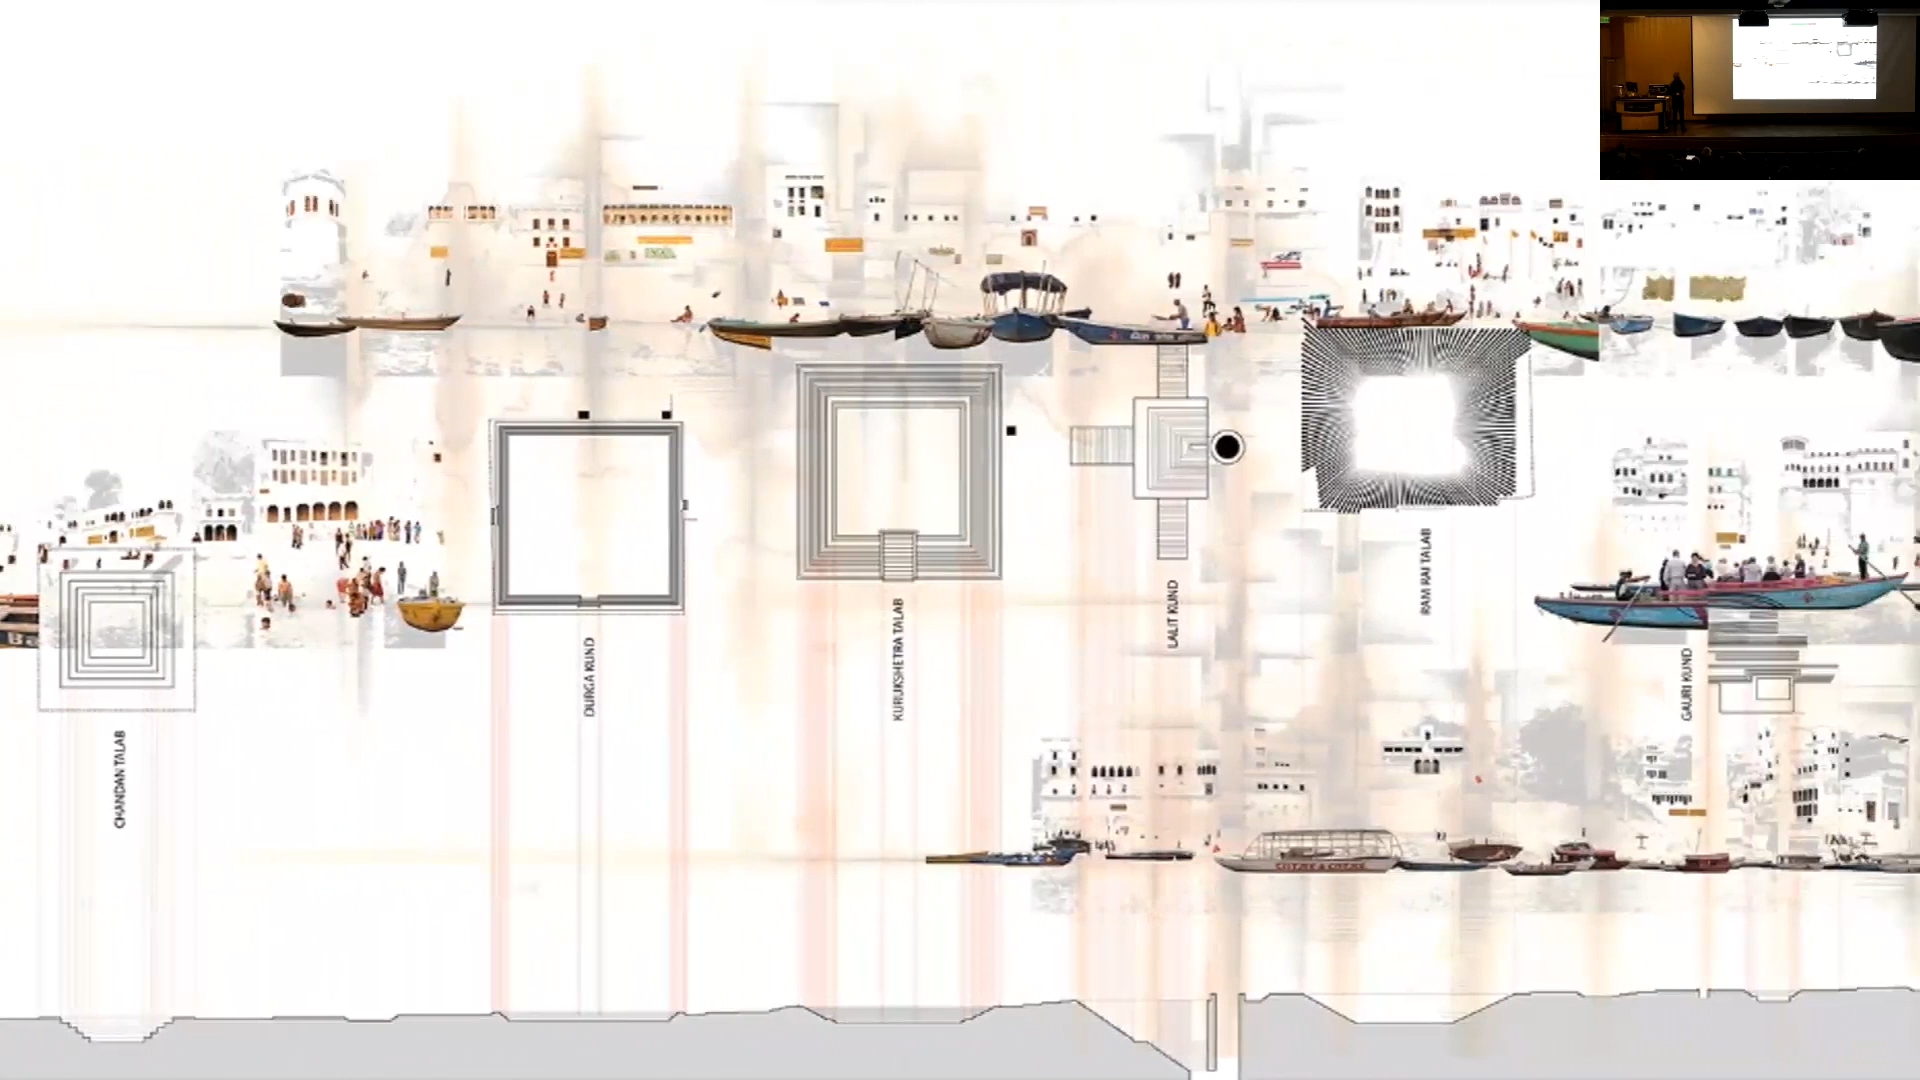 CHANDAN TALAB
DURGA KUND
KURUKSHETRA TALAB
LALIT KUND
RAM RAI TALAB
GAURI KUND